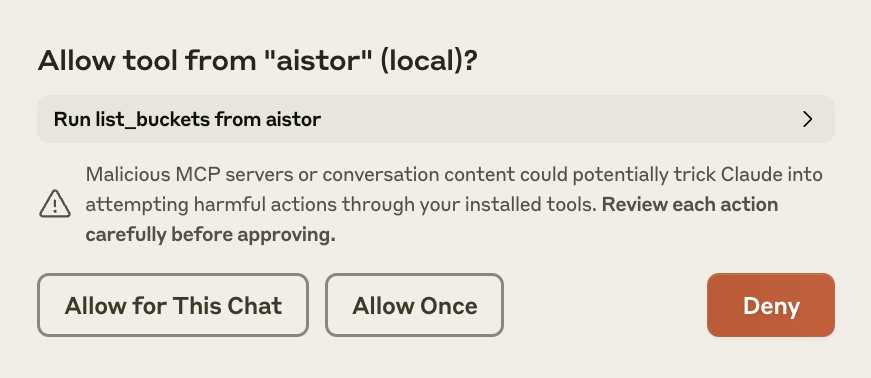 Allow tool from "aistor" (local)?
Run list_buckets from aistor
Malicious MCP servers or conversation content could potentially trick Claude into
attempting harmful actions through your installed tools. Review each action
carefully before approving.
Allow for This Chat
Allow Once
Deny